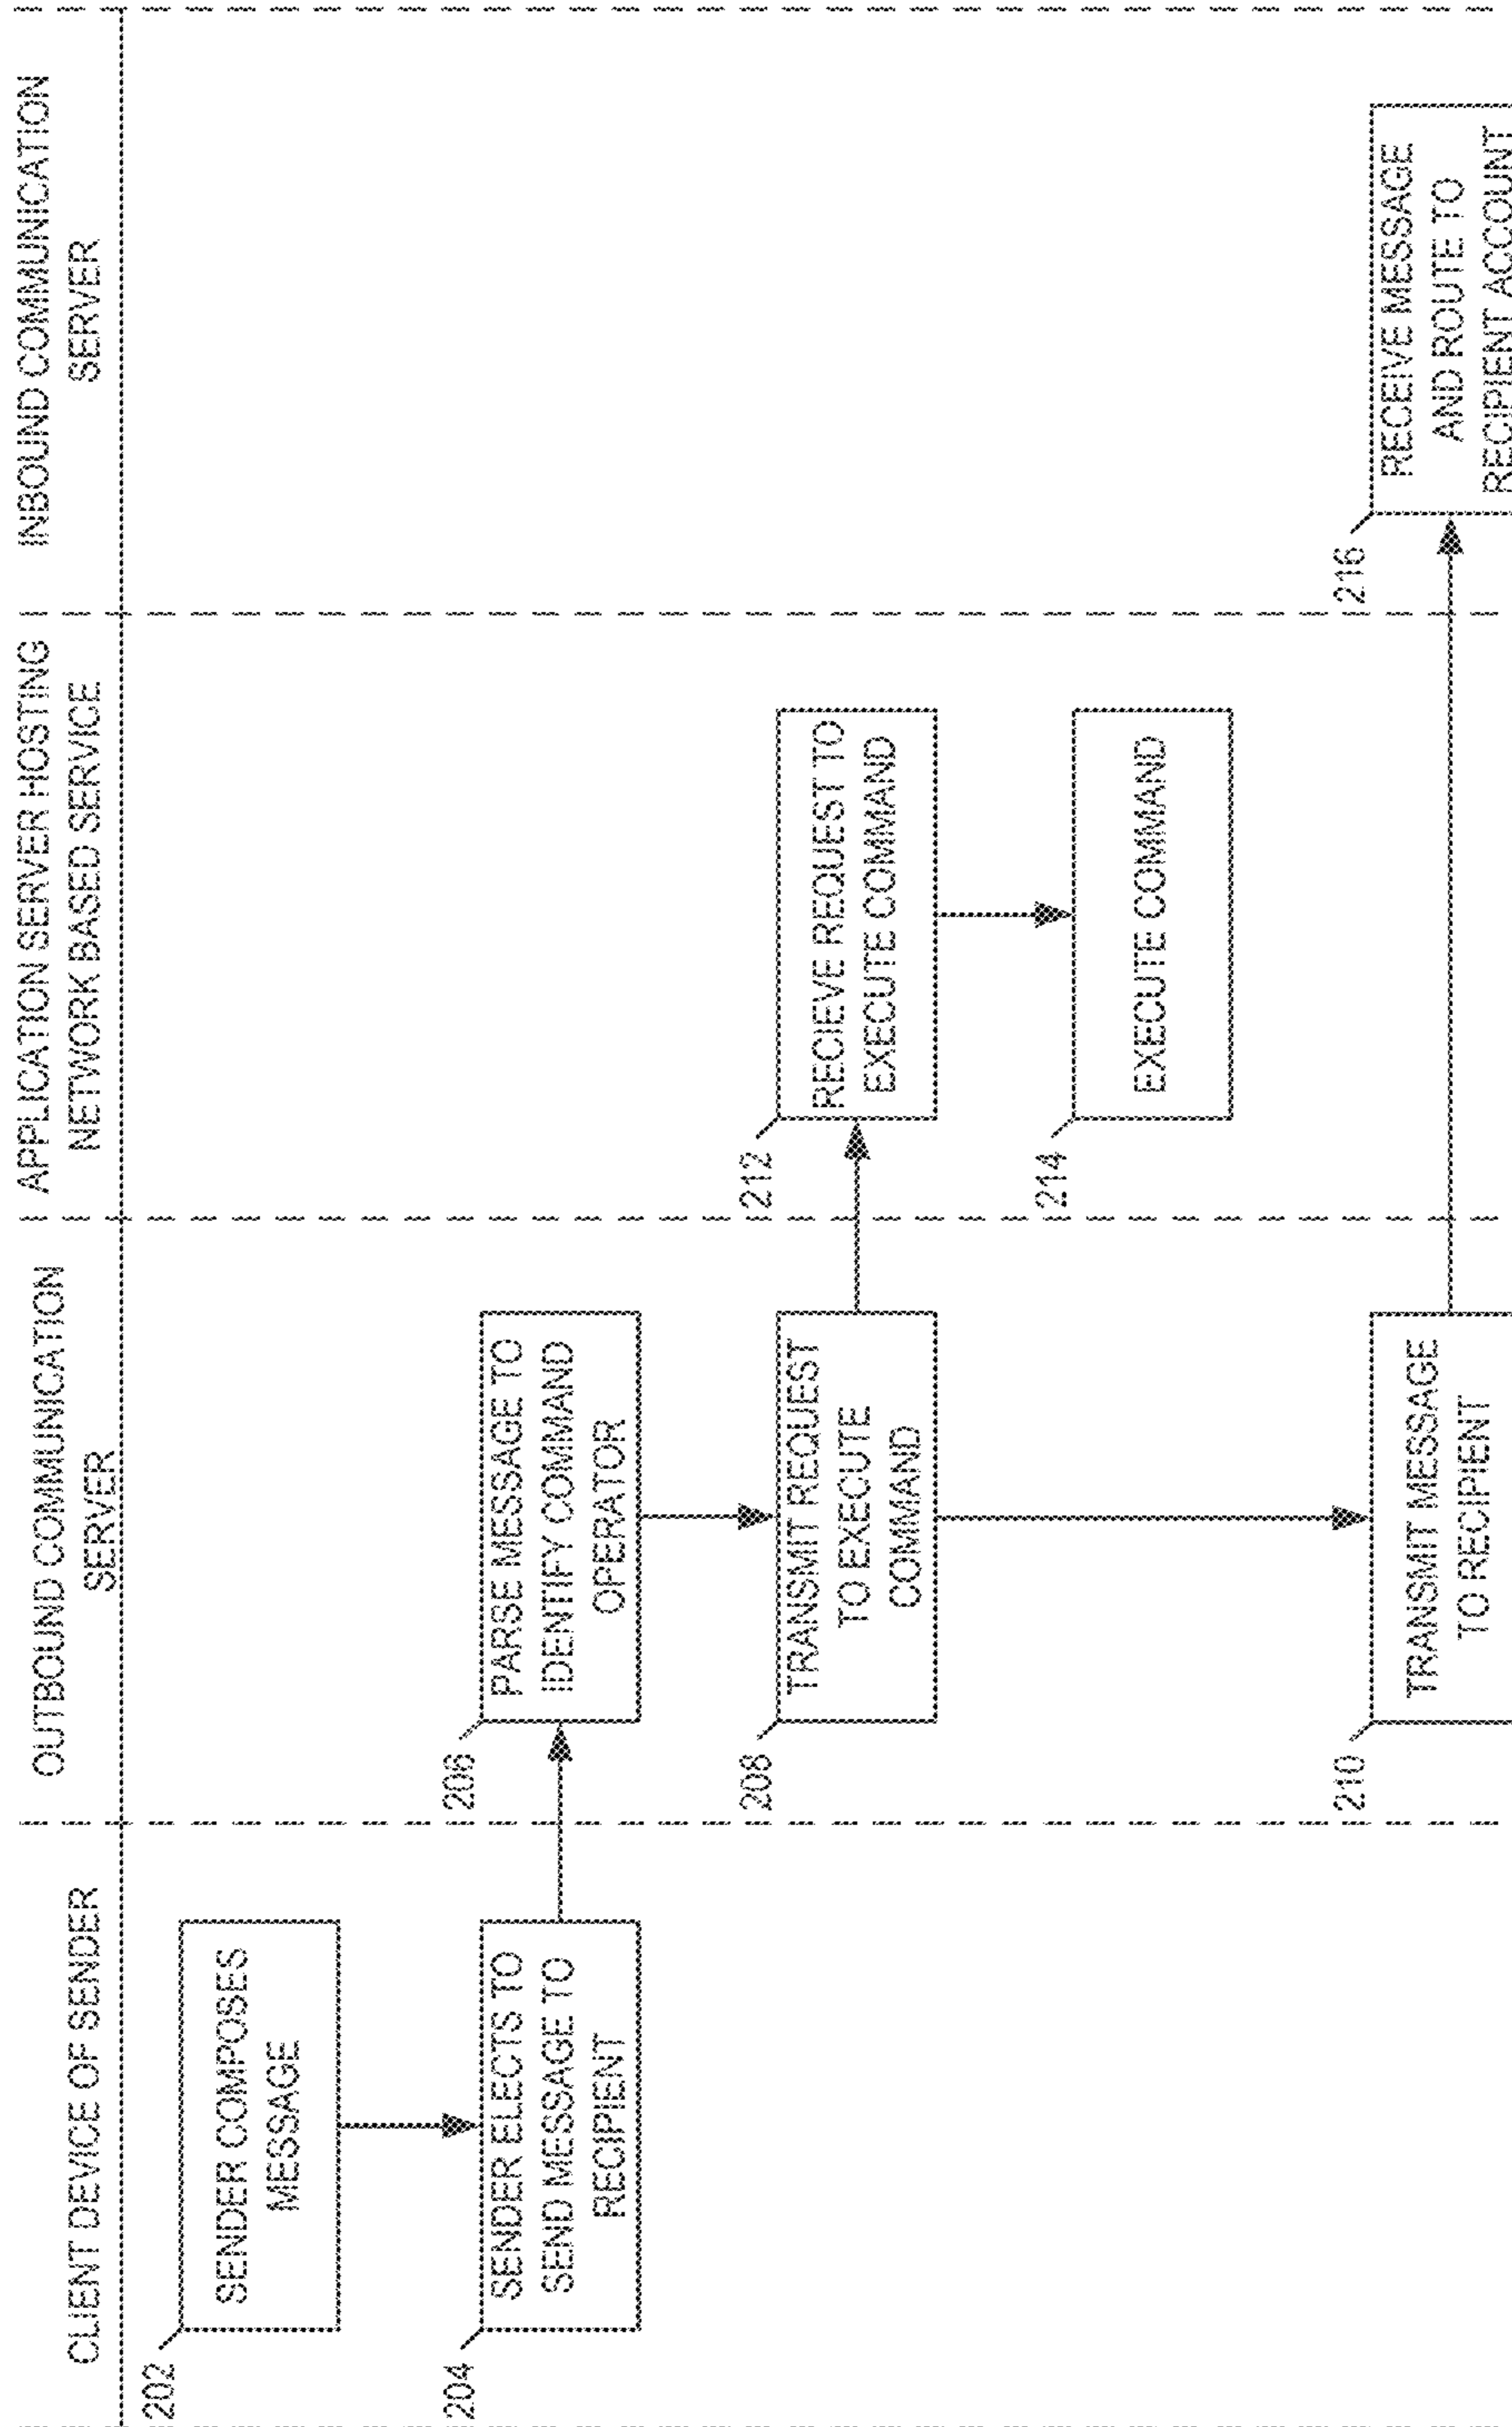 CLIENT DEVICE OF SENDER
OUTBOUND COMMUNICATION
SERVER
APPLICATION SERVER HOSTING
NETWORK BASED SERVICE
INBOUND COMMUNICATION
SERVER
202
SENDER COMPOSES
MESSAGE
204
SENDER ELECTS TO
SEND MESSAGE TO
RECIPIENT
206
PARSE MESSAGE TO
IDENTIFY COMMAND
OPERATOR
208
TRANSMIT REQUEST
TO EXECUTE
COMMAND
212
RECIEVE REQUEST TO
EXECUTE COMMAND
214
EXECUTE COMMAND
210
TRANSMIT MESSAGE
TO RECIPIENT
216
RECEIVE MESSAGE
AND ROUTE TO
RECIPIENT ACCOUNT